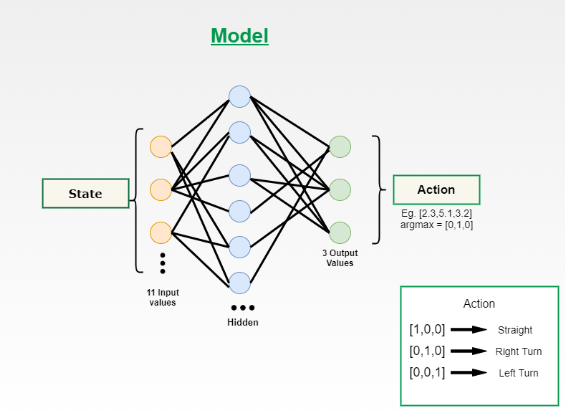 Model
State
Action
Eg. [2.3,5.1,3.2]
argmax = [0,1,0]
3 Output
Values
11 Input
values
Hidden
Action
[1,0,0] Straight
[0,1,0] Right Turn
[0,0,1] Left Turn